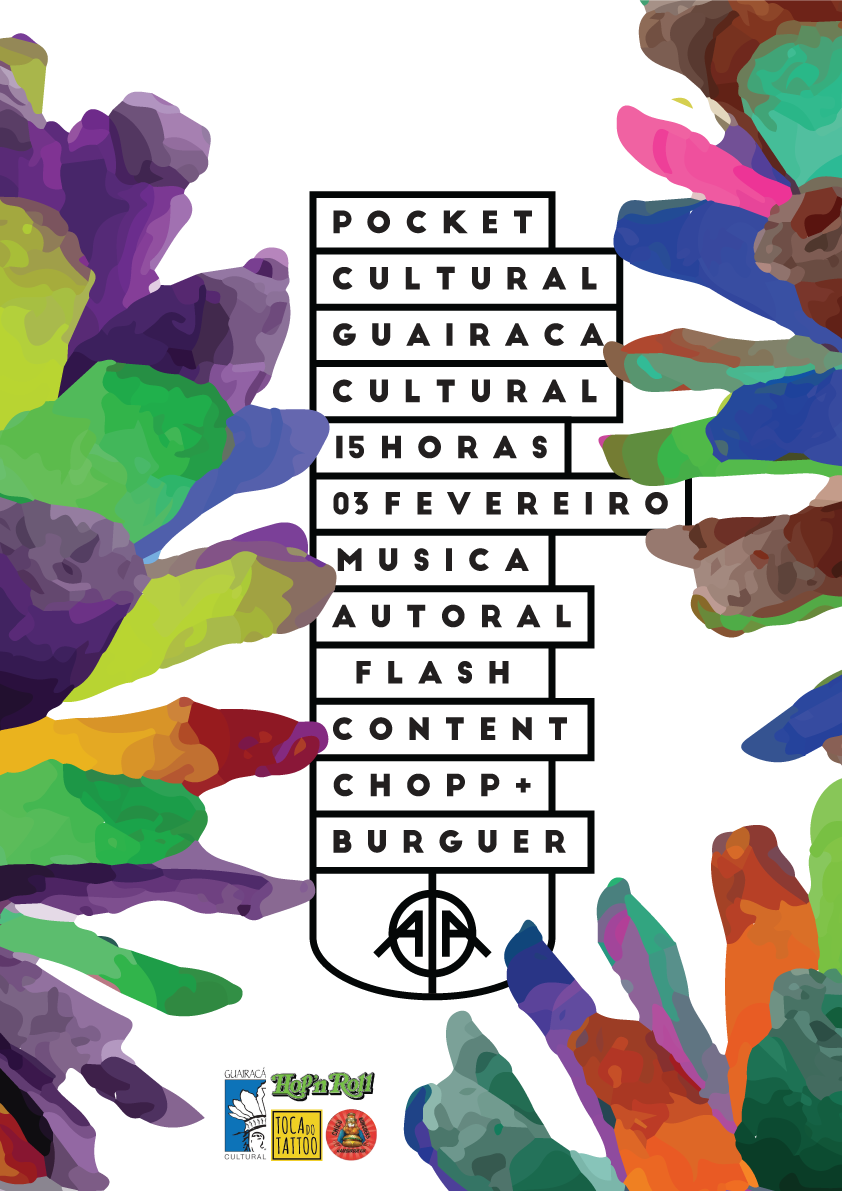 POCKET
CULTURAL
GUAIRACA
CULTURAL
15 HORAS
03 FEVEREIRO
MUSICA
AUTORAL
FLASH
CONTENT
CHOPP+
BURGUER
AIA
GUAIRACÁ
CULTURAL
Hop'n Roll
TOCA DO
TATTOO